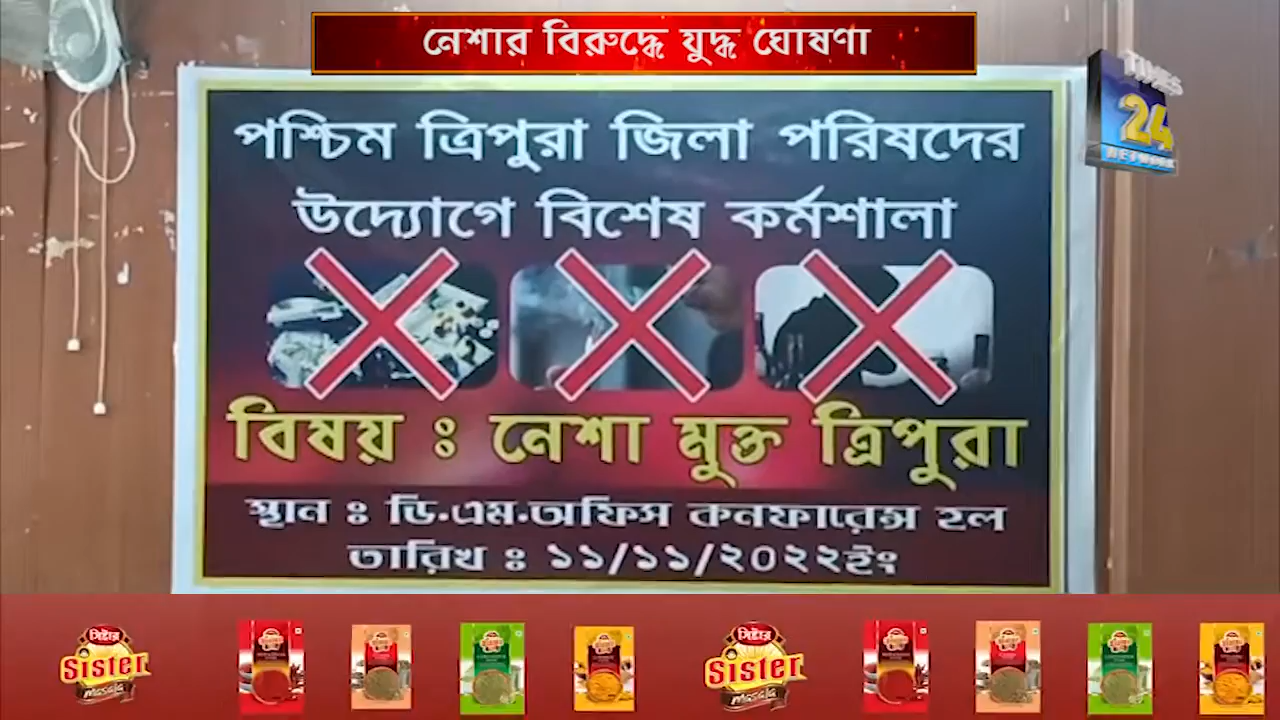 নেশার বিরুদ্ধে যুদ্ধ ঘোষণা
TIMES
24
NETWORK
পশ্চিম ত্রিপুরা জিলা পরিষদের
উদ্যোগে বিশেষ কর্মশালা
বিষয় ঃ নেশা মুক্ত ত্রিপুরা
স্থান ঃ ডি.এম.অফিস কনফারেন্স হল
তারিখ ঃ ১১/১১/২০২২ইং
সিষ্টার
Sister
masala
সিষ্টার
Sister
masala